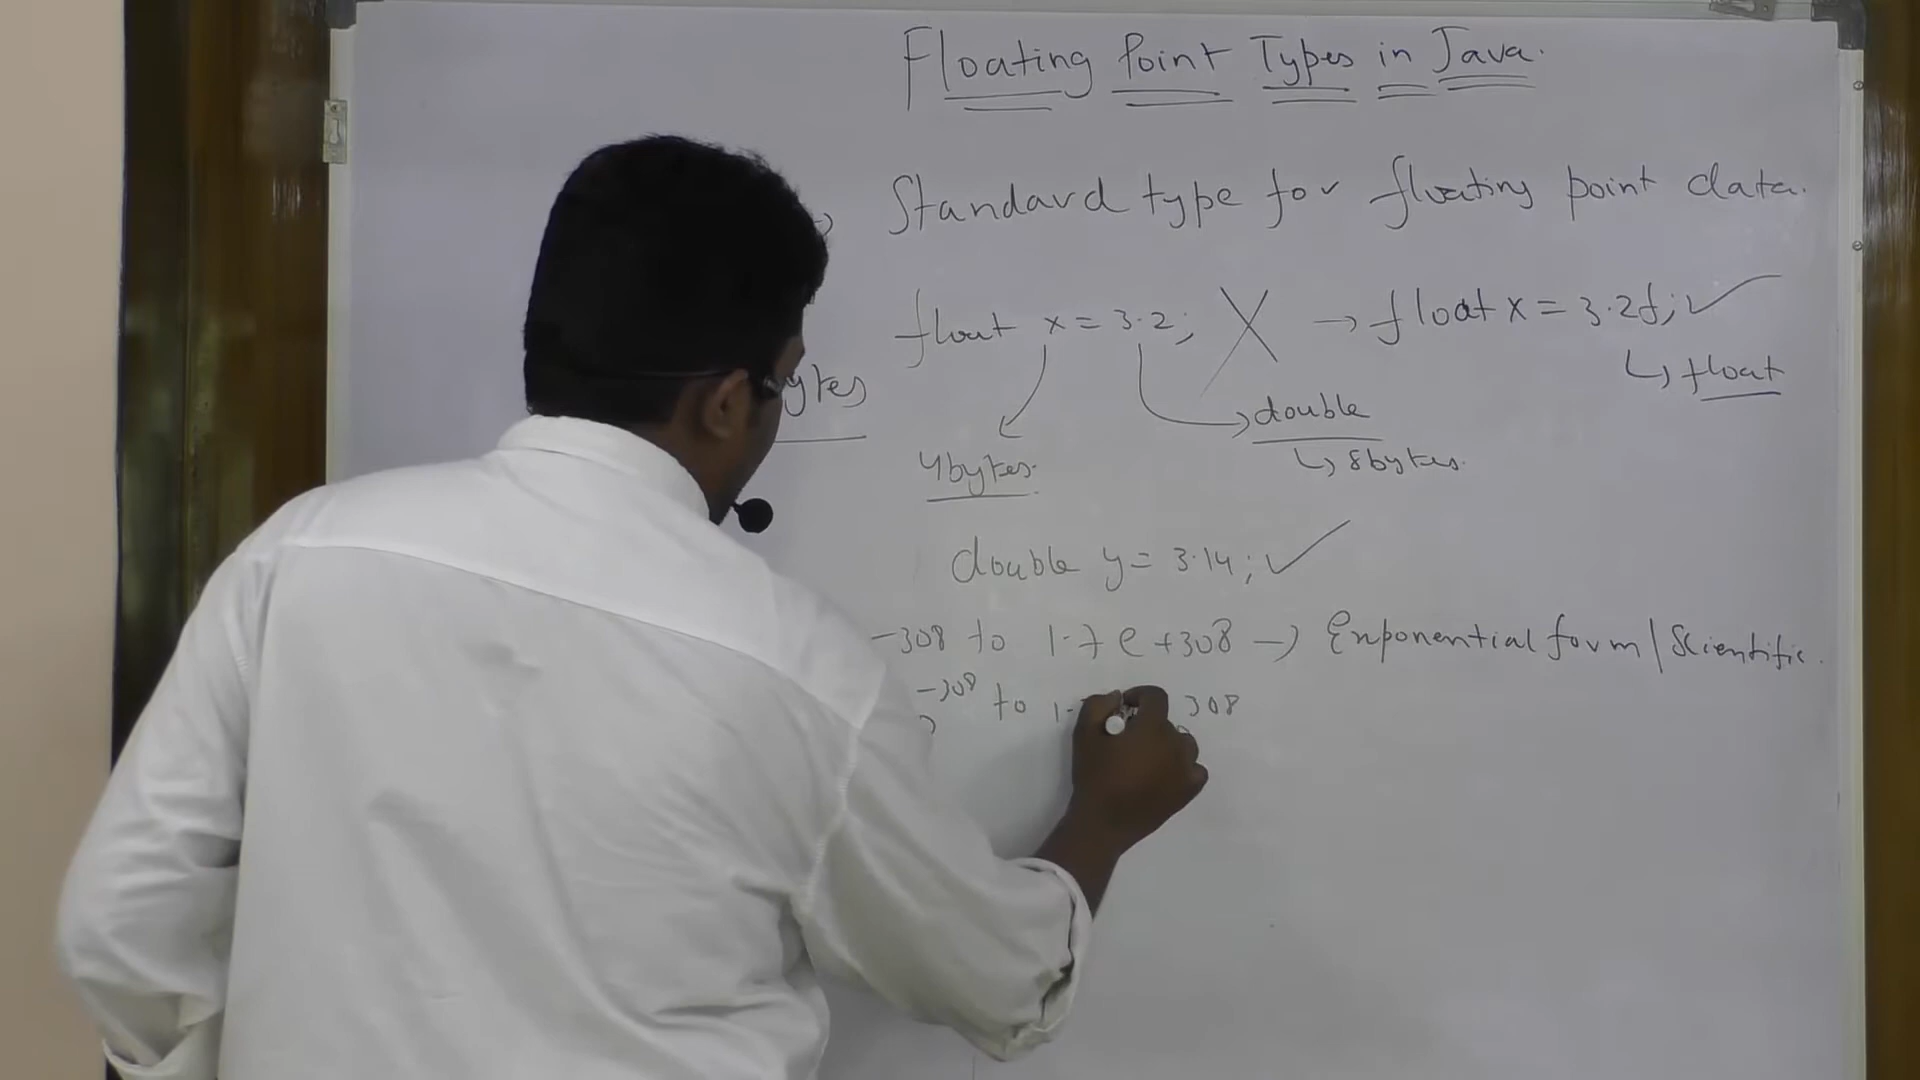 Floating Point Types in Java.
Standard type for floating point data.
float x = 3.2; X → float x = 3.2f; ✓
↳ float
ytes
→ double
4bytes.
↳ 8bytes.
double y = 3.14; ✓
-308 to 1.7 e +308 → Exponential form / Scientific.
-308 to 1. 308